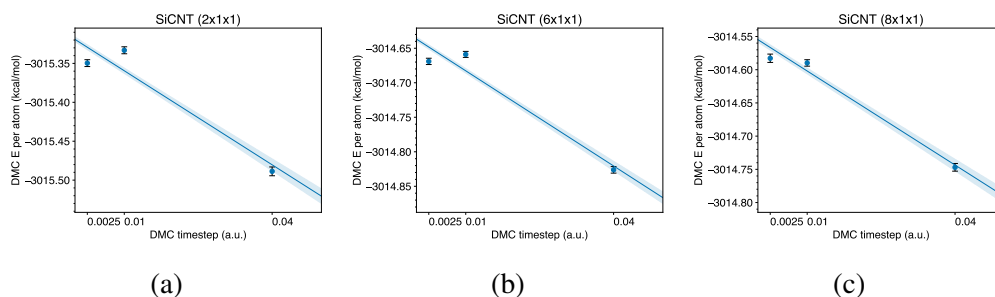 SiCNT (2x1x1)
DMC E per atom (kcal/mol)
−3015.35
−3015.40
−3015.45
−3015.50
0.0025 0.01 0.04
DMC timestep (a.u.)
(a)
SiCNT (6x1x1)
DMC E per atom (kcal/mol)
−3014.65
−3014.70
−3014.75
−3014.80
−3014.85
0.0025 0.01 0.04
DMC timestep (a.u.)
(b)
SiCNT (8x1x1)
DMC E per atom (kcal/mol)
−3014.55
−3014.60
−3014.65
−3014.70
−3014.75
−3014.80
0.0025 0.01 0.04
DMC timestep (a.u.)
(c)